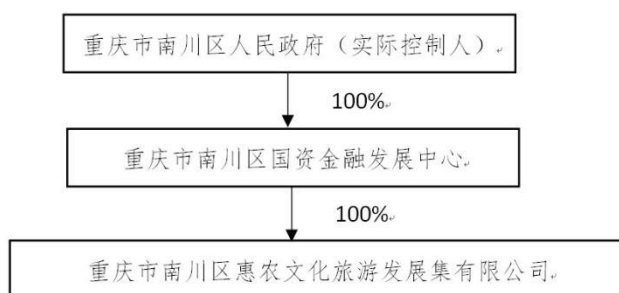 重庆市南川区人民政府（实际控制人）
100%
重庆市南川区国资金融发展中心
100%
重庆市南川区惠农文化旅游发展集有限公司